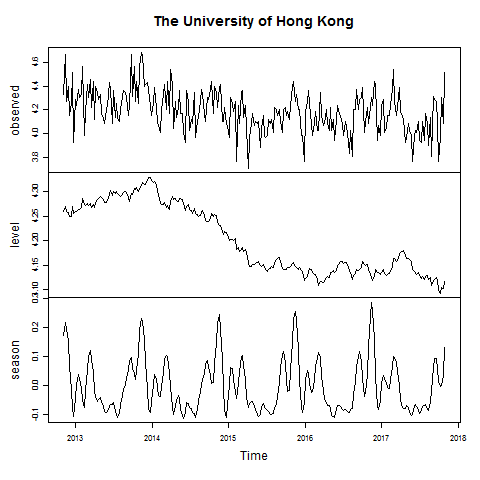 The University of Hong Kong
observed
3.8 4.0 4.2 4.4 4.6
level
4.10 4.15 4.20 4.25 4.30
season
-0.1 0.0 0.1 0.2
2013 2014 2015 2016 2017 2018
Time